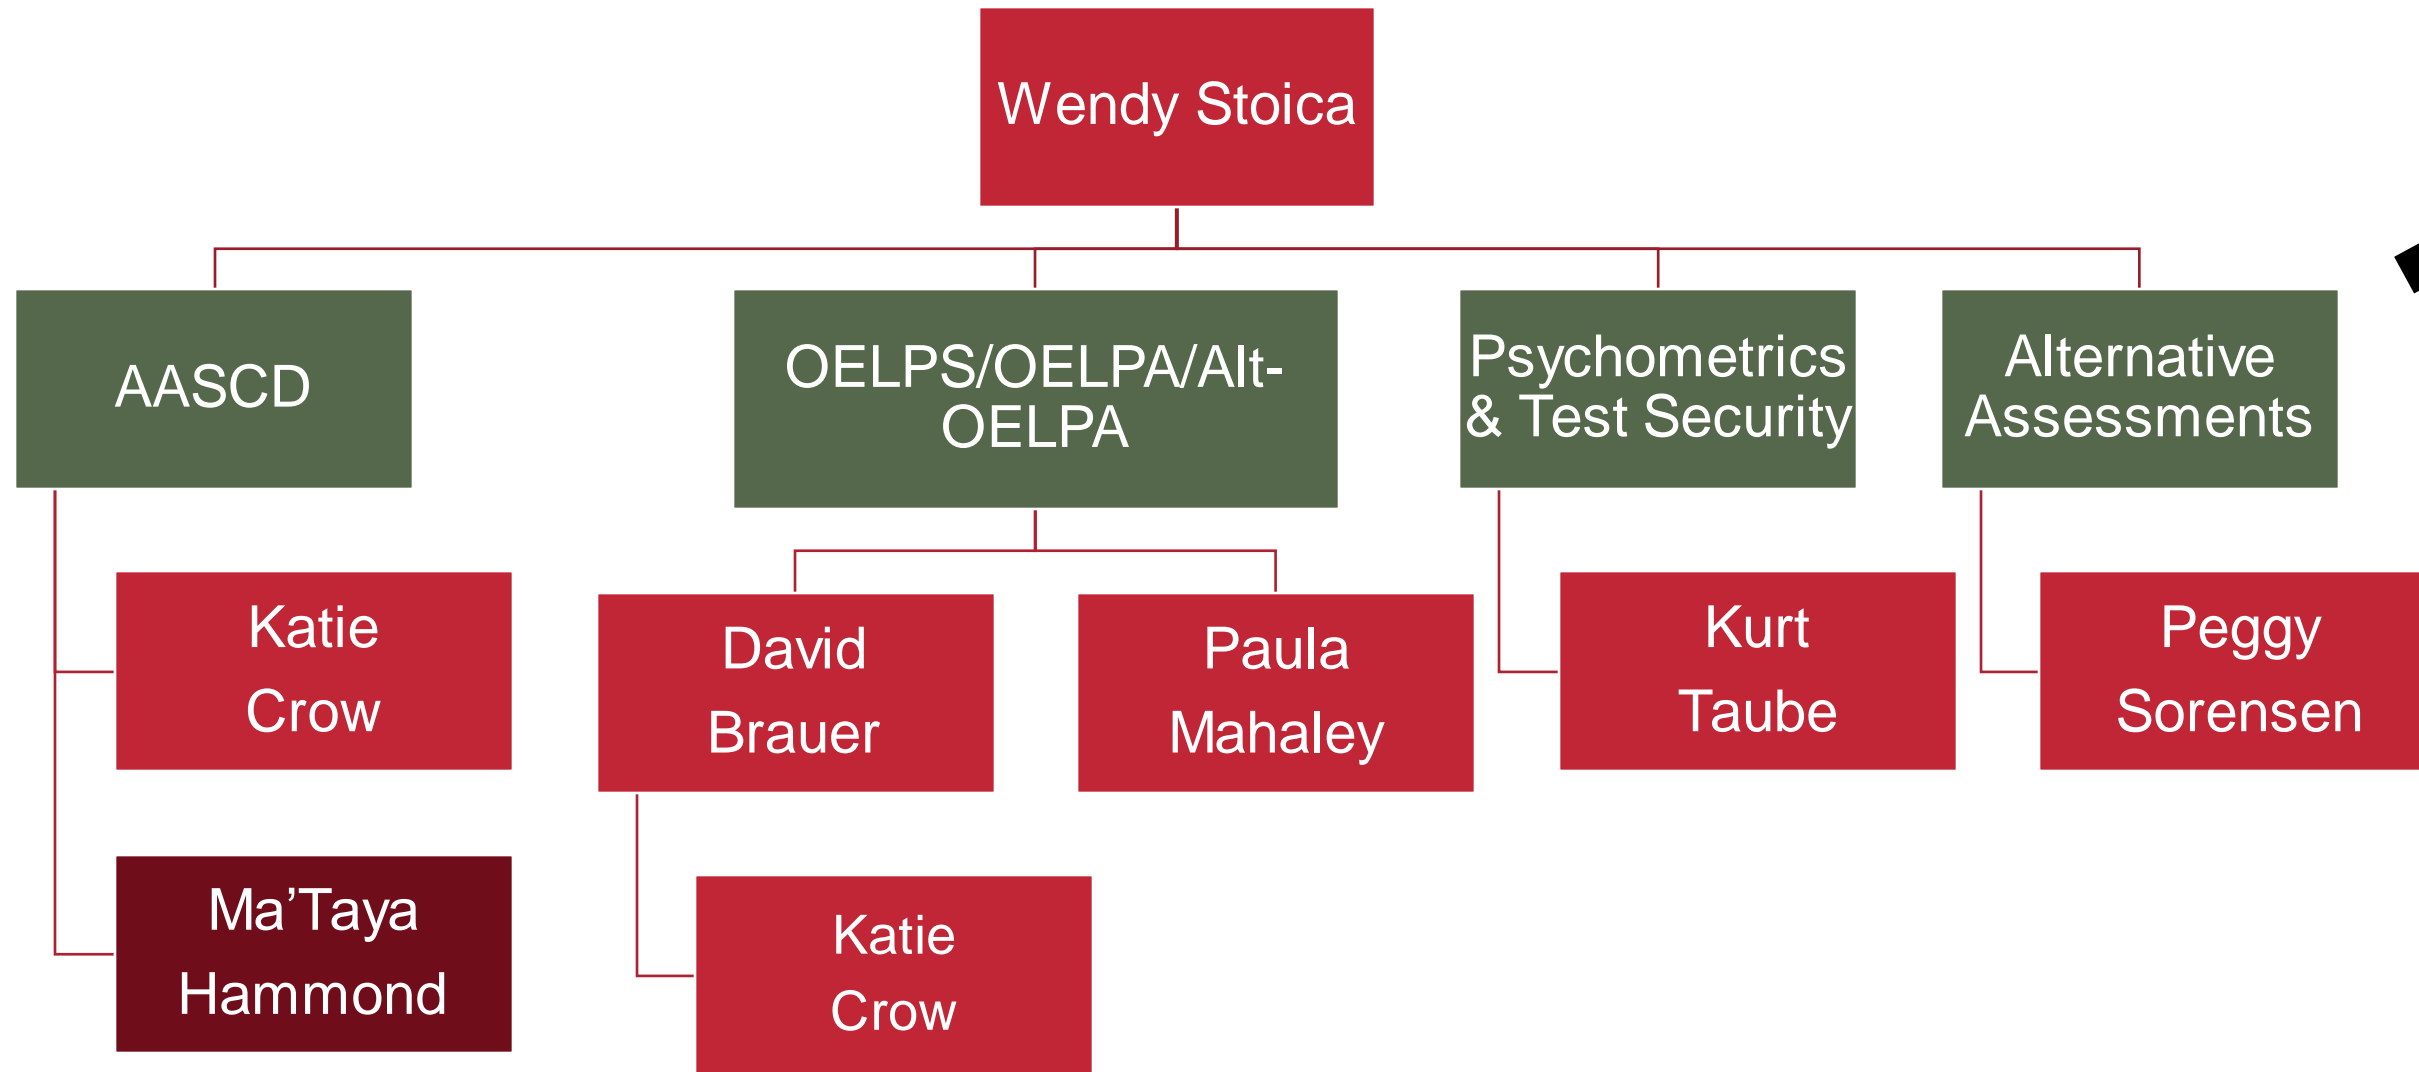 Wendy Stoica
AASCD
OELPS/OELPA/Alt-
OELPA
Psychometrics
& Test Security
Alternative
Assessments
Katie
Crow
David
Brauer
Paula
Mahaley
Kurt
Taube
Peggy
Sorensen
Ma’Taya
Hammond
Katie
Crow